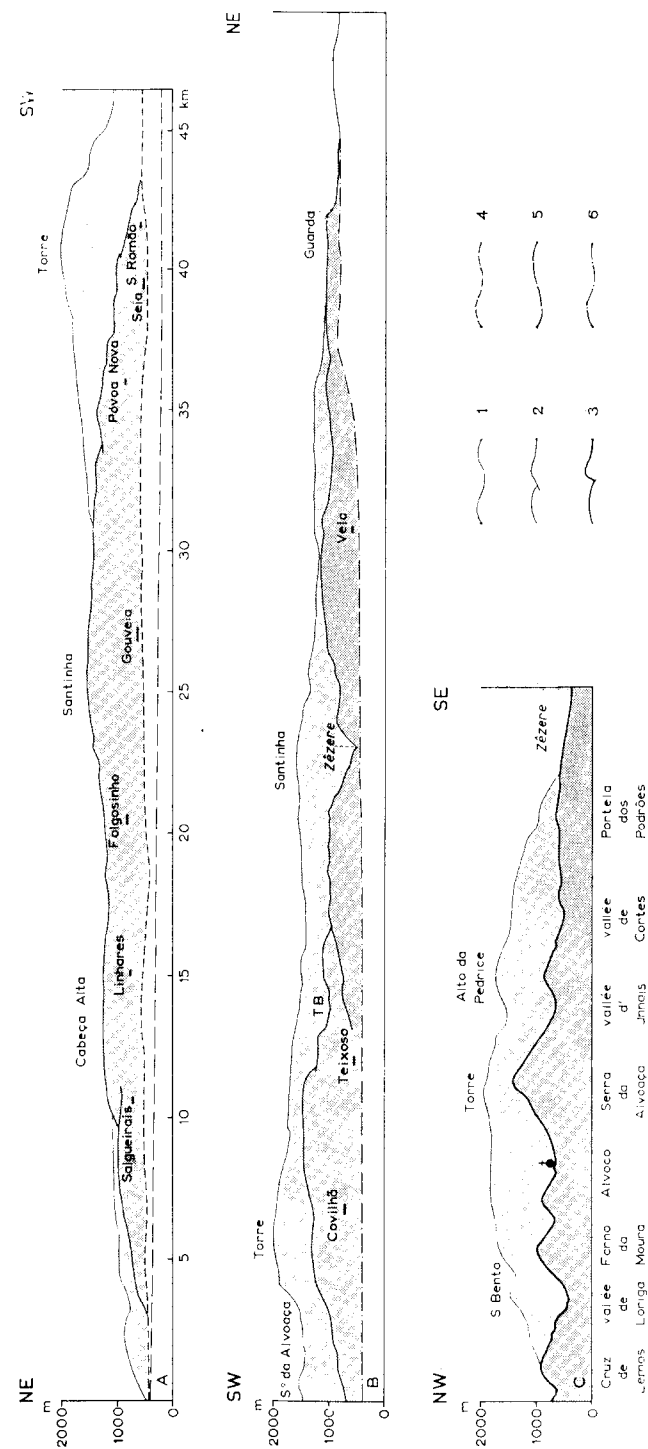 NE
SW
Torre
Cabeça Alta
Santinha
Salgueirais
Linhares
Folgosinho
Gouveia
Póvoa Nova
Seia
S. Romão
m
2000
1000
0
A
5
10
15
20
25
30
35
40
45
km
SW
NE
Sª da Alvoaça
Torre
Santinha
Guarda
Covilhã
Teixoso
T B
Zêzere
Vela
m
2000
1000
0
B
NW
SE
S Bento
Torre
Alto da
Pedrice
Zêzere
2000
1000
0
C
Cruz
de
vallée
de
Loriga
da
Moura
Alvoco
Serra
da
Alvoaça
vallée
d'
vallée
de
Cortes
Portela
dos
Podrões
1
2
3
4
5
6